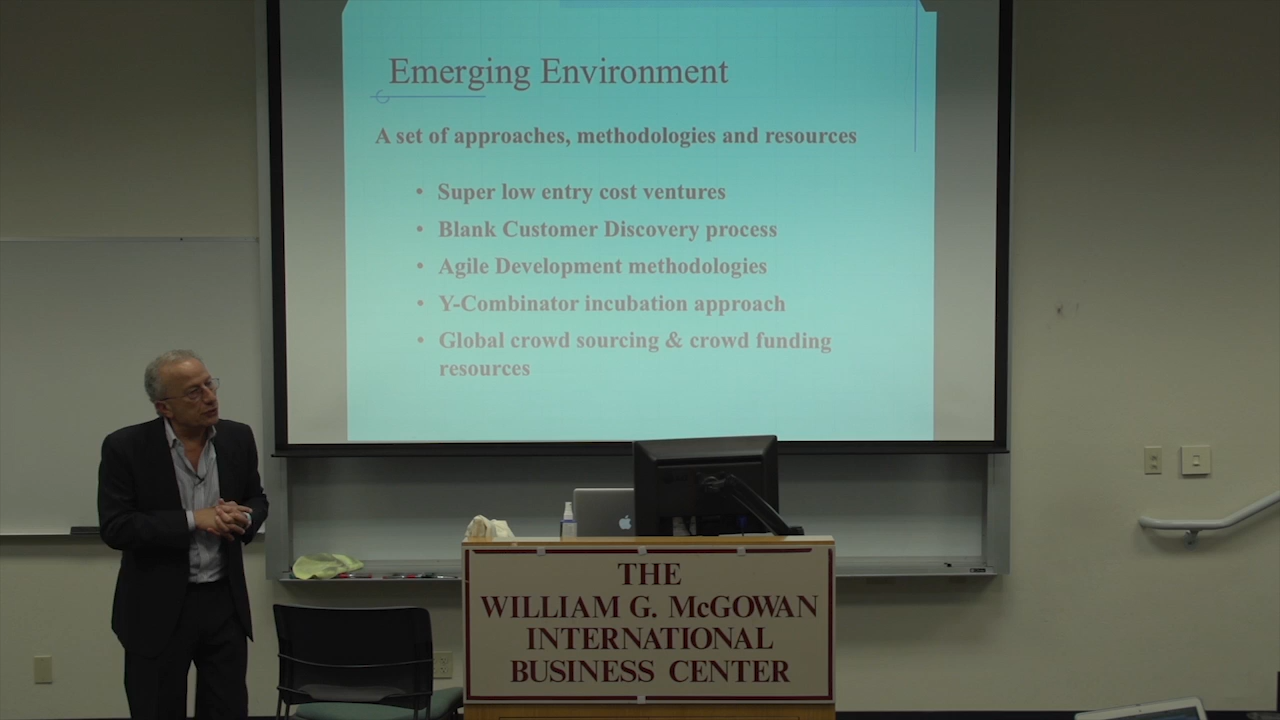 Emerging Environment
A set of approaches, methodologies and resources
• Super low entry cost ventures
• Blank Customer Discovery process
• Agile Development methodologies
• Y-Combinator incubation approach
• Global crowd sourcing & crowd funding
resources
THE
WILLIAM G. McGOWAN
INTERNATIONAL
BUSINESS CENTER